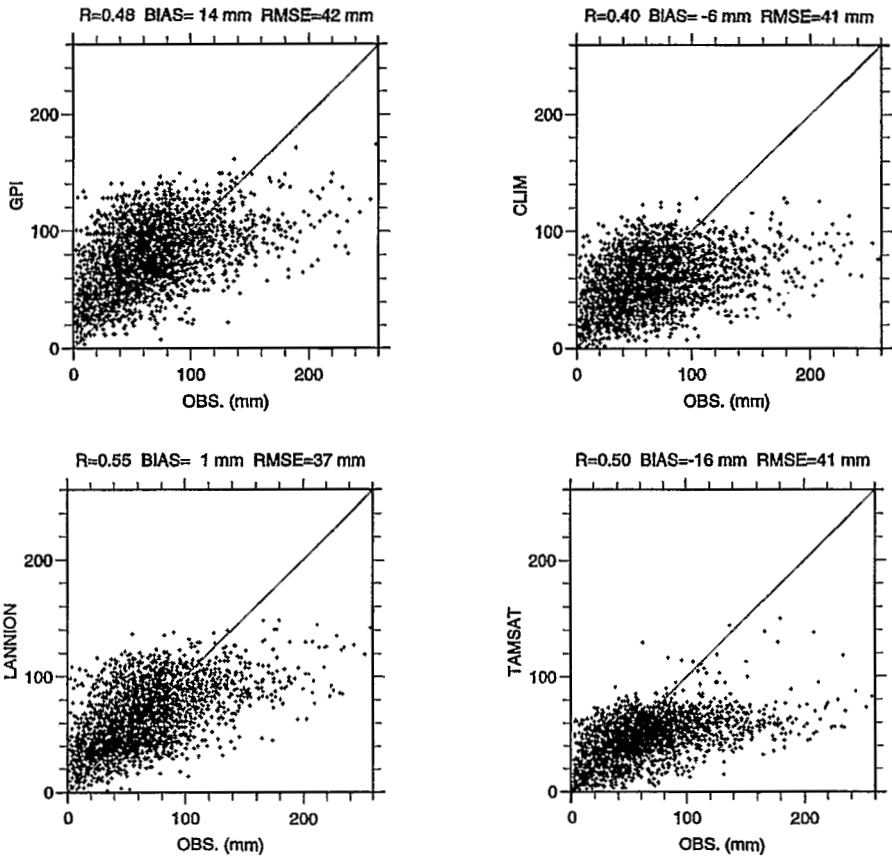 R=0.48 BIAS= 14 mm RMSE=42 mm
200
100
0
GPI
0 100 200
OBS. (mm)
R=0.40 BIAS= -6 mm RMSE=41 mm
200
100
0
CLIM
0 100 200
OBS. (mm)
R=0.55 BIAS= 1 mm RMSE=37 mm
200
100
0
LANNION
0 100 200
OBS. (mm)
R=0.50 BIAS=-16 mm RMSE=41 mm
200
100
0
TAMSAT
0 100 200
OBS. (mm)